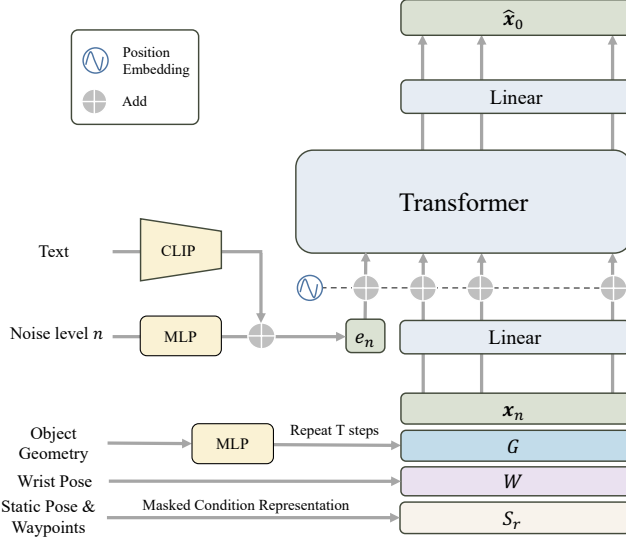 x̂₀
Position
Embedding
Add
Linear
Transformer
Text
CLIP
Noise level n
MLP
eₙ
Linear
xₙ
Object
Geometry
MLP
Repeat T steps
G
Wrist Pose
W
Static Pose &
Waypoints
Masked Condition Representation
Sᵣ